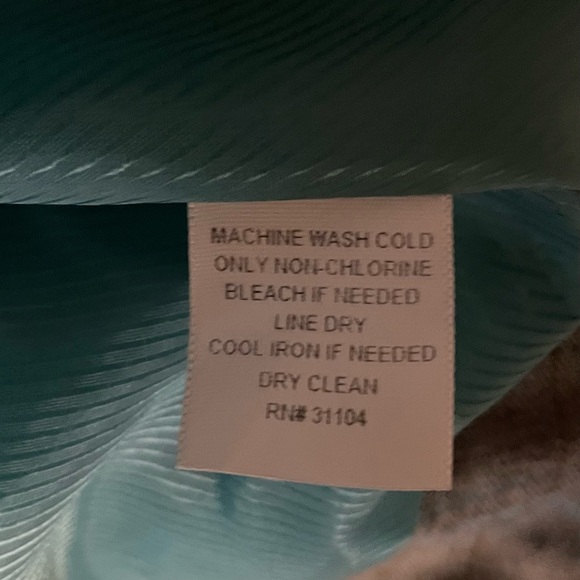 MACHINE WASH COLD
ONLY NON-CHLORINE
BLEACH IF NEEDED
LINE DRY
COOL IRON IF NEEDED
DRY CLEAN
RN# 31104